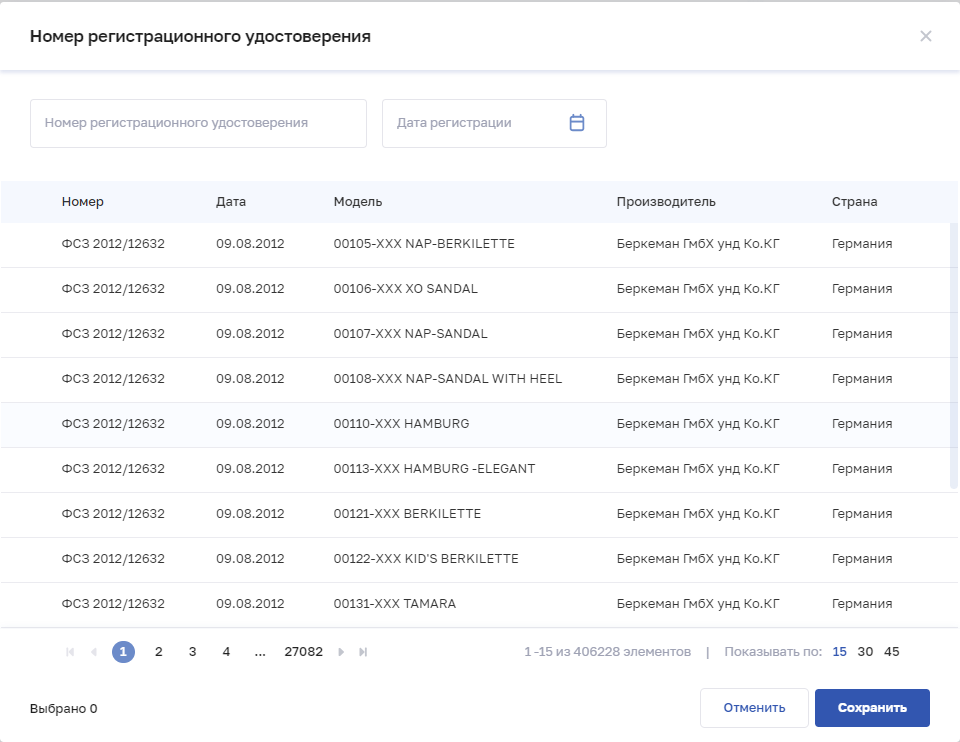 Номер регистрационного удостоверения
Номер регистрационного удостоверения Дата регистрации
Номер Дата Модель Производитель Страна
ФСЗ 2012/12632 09.08.2012 00105-XXX NAP-BERKILETTE Беркеман ГмбХ унд Ко.КГ Германия
ФСЗ 2012/12632 09.08.2012 00106-XXX XO SANDAL Беркеман ГмбХ унд Ко.КГ Германия
ФСЗ 2012/12632 09.08.2012 00107-XXX NAP-SANDAL Беркеман ГмбХ унд Ко.КГ Германия
ФСЗ 2012/12632 09.08.2012 00108-XXX NAP-SANDAL WITH HEEL Беркеман ГмбХ унд Ко.КГ Германия
ФСЗ 2012/12632 09.08.2012 00110-XXX HAMBURG Беркеман ГмбХ унд Ко.КГ Германия
ФСЗ 2012/12632 09.08.2012 00113-XXX HAMBURG -ELEGANT Беркеман ГмбХ унд Ко.КГ Германия
ФСЗ 2012/12632 09.08.2012 00121-XXX BERKILETTE Беркеман ГмбХ унд Ко.КГ Германия
ФСЗ 2012/12632 09.08.2012 00122-XXX KID'S BERKILETTE Беркеман ГмбХ унд Ко.КГ Германия
ФСЗ 2012/12632 09.08.2012 00131-XXX TAMARA Беркеман ГмбХ унд Ко.КГ Германия
1 2 3 4 ... 27082 1 -15 из 406228 элементов | Показывать по: 15 30 45
Выбрано 0 Отменить Сохранить